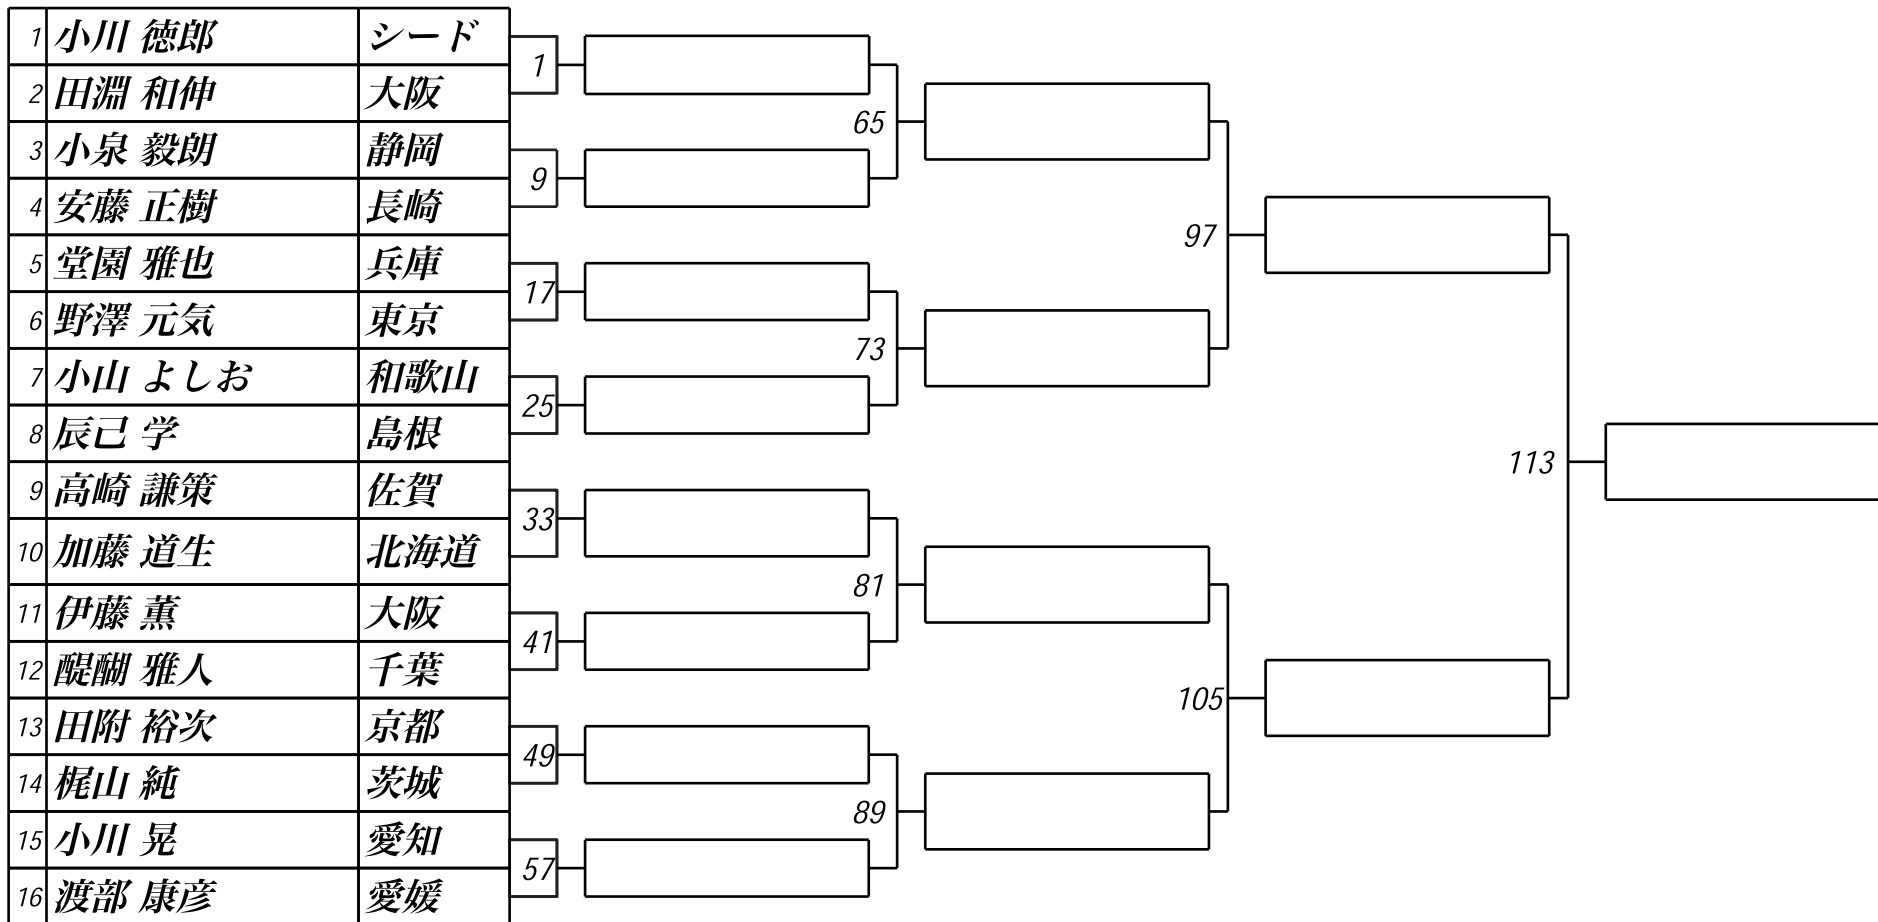 1 小川 徳郎 シード
2 田淵 和伸 大阪
3 小泉 毅朗 静岡
4 安藤 正樹 長崎
5 堂園 雅也 兵庫
6 野澤 元気 東京
7 小山 よしお 和歌山
8 辰己 学 島根
9 高崎 謙策 佐賀
10 加藤 道生 北海道
11 伊藤 薫 大阪
12 醍醐 雅人 千葉
13 田附 裕次 京都
14 梶山 純 茨城
15 小川 晃 愛知
16 渡部 康彦 愛媛
1
9
17
25
33
41
49
57
65
73
81
89
97
105
113